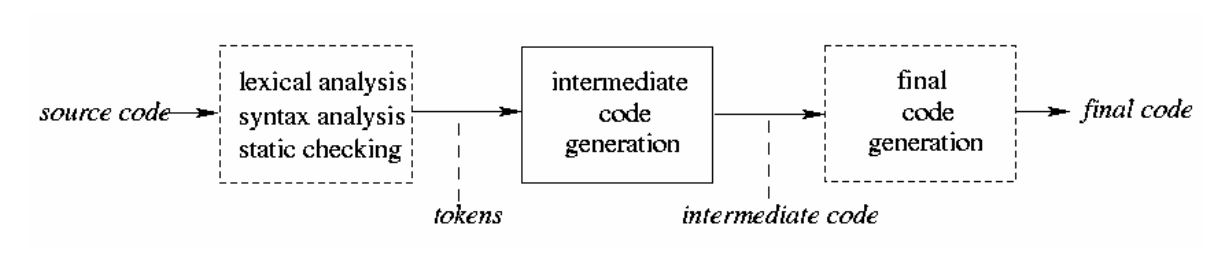 source code
lexical analysis
syntax analysis
static checking
intermediate
code
generation
final
code
generation
final code
tokens
intermediate code